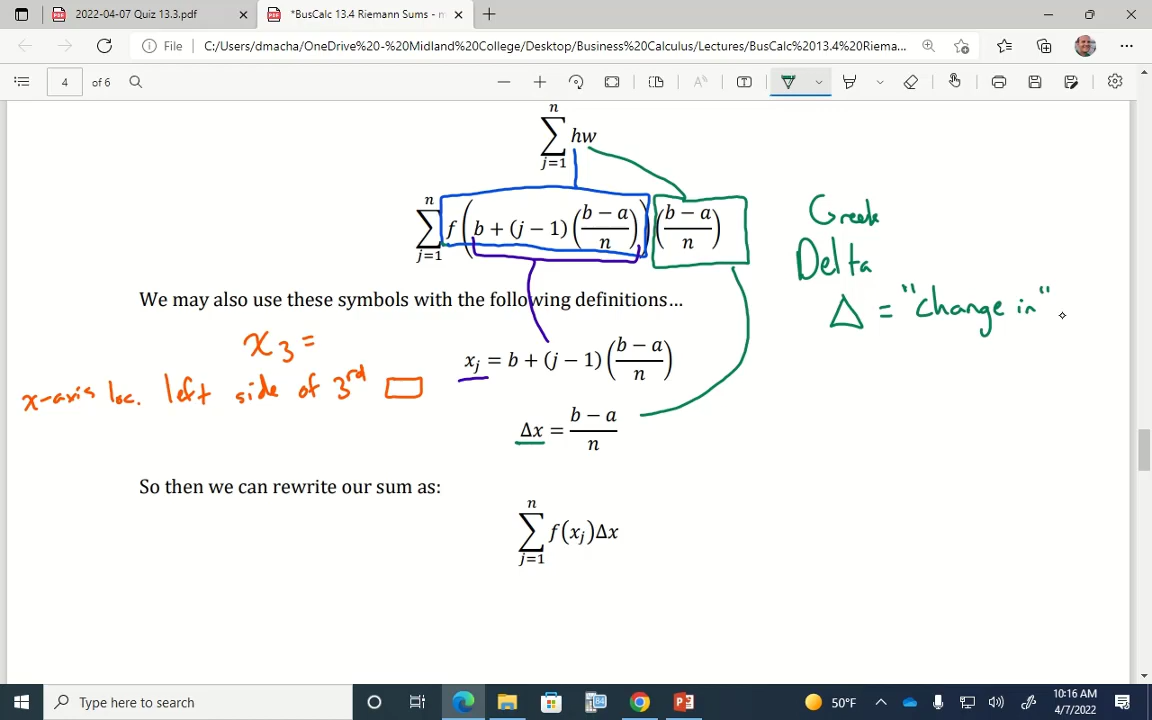 2022-04-07 Quiz 13.3.pdf
*BusCalc 13.4 Riemann Sums - m
File
C:/Users/dmacha/OneDrive%20-%20Midland%20College/Desktop/Business%20Calculus/Lectures/BusCalc%2013.4%20Riema...
4 of 6
n
∑ hw
j=1
n
∑ f(b + (j − 1)((b − a)/n)) ((b − a)/n)
j=1
Greek
Delta
Δ = "change in"
We may also use these symbols with the following definitions…
x₃ =
x-axis loc. left side of 3rd
xⱼ = b + (j − 1)((b − a)/n)
Δx = (b − a)/n
So then we can rewrite our sum as:
n
∑ f(xⱼ)Δx
j=1
Type here to search
50°F
10:16 AM
4/7/2022